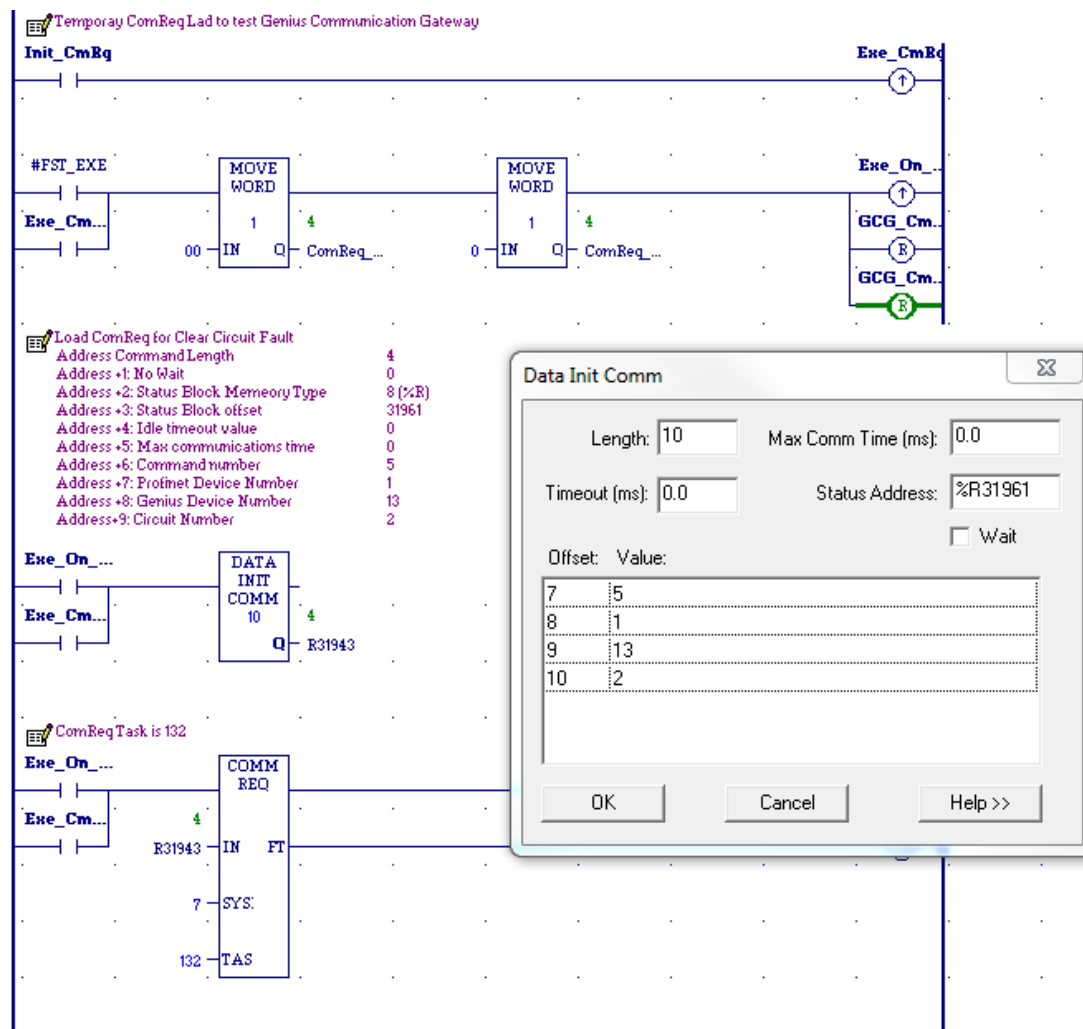 Temporay ComReq Lad to test Genius Communication Gateway
Init_CmRq Exe_CmRq
#FST_EXE MOVE WORD MOVE WORD Exe_On_...
Exe_Cm... 1 4 1 4 GCG_Cm...
00 IN Q ComReq_... 0 IN Q ComReq_... R
GCG_Cm...
R
Load ComReq for Clear Circuit Fault
Address Command Length 4
Address +1: No Wait 0
Address +2: Status Block Memeory Type 8 (%R)
Address +3: Status Block offset 31961
Address +4: Idle timeout value 0
Address +5: Max communications time 0
Address +6: Command number 5
Address +7: Profinet Device Number 1
Address +8: Genius Device Number 13
Address+9: Circuit Number 2
Exe_On_... DATA INIT COMM
Exe_Cm... 10 4
Q R31943
ComReq Task is 132
Exe_On_... COMM REQ
Exe_Cm... 4
R31943 IN FT
7 SYS:
132 TAS
Data Init Comm
Length: 10 Max Comm Time (ms): 0.0
Timeout (ms): 0.0 Status Address: %R31961
Wait
Offset: Value:
7 5
8 1
9 13
10 2
OK Cancel Help >>